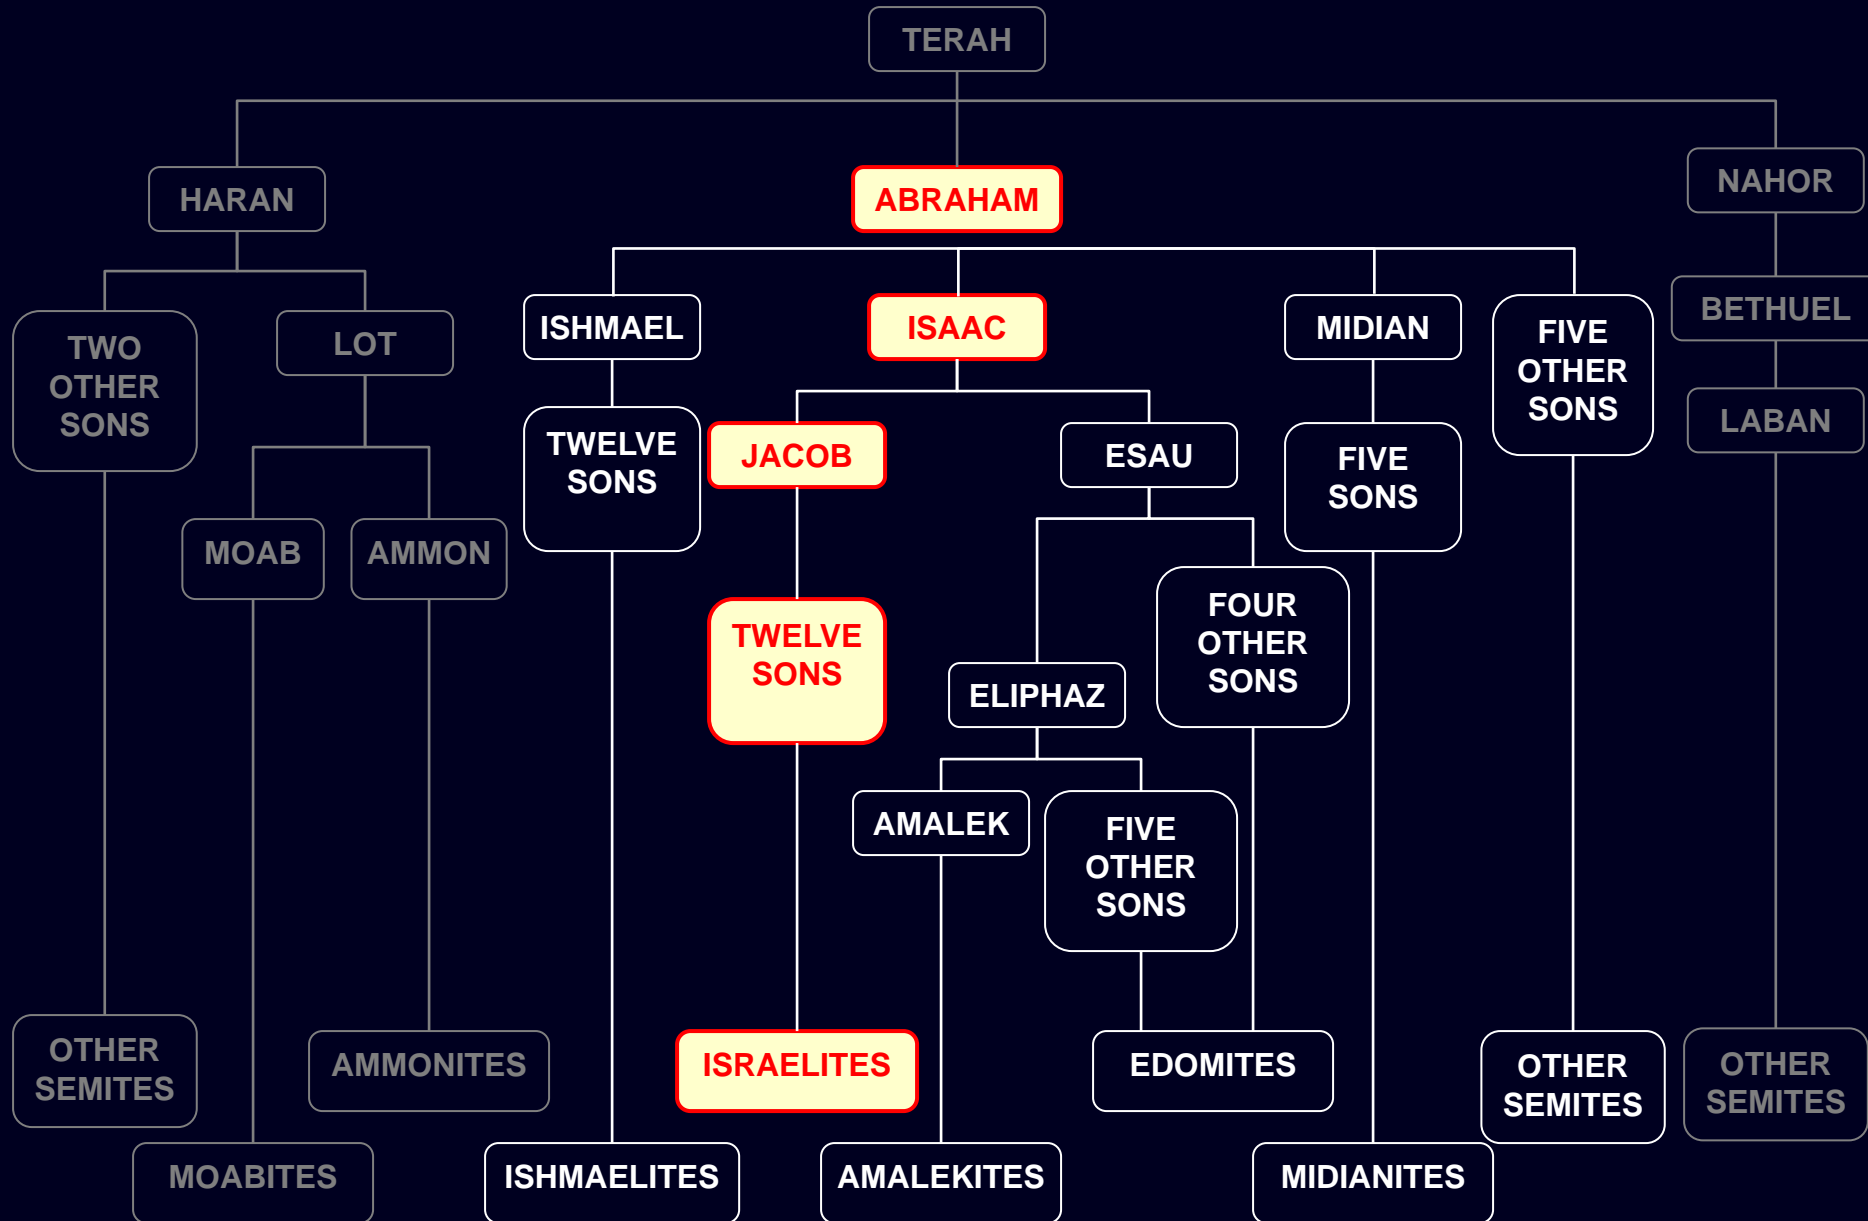 TERAH
HARAN
ABRAHAM
NAHOR
TWO
OTHER
SONS
LOT
ISHMAEL
ISAAC
MIDIAN
FIVE
OTHER
SONS
BETHUEL
LABAN
TWELVE
SONS
JACOB
ESAU
FIVE
SONS
MOAB
AMMON
TWELVE
SONS
FOUR
OTHER
SONS
ELIPHAZ
AMALEK
FIVE
OTHER
SONS
OTHER
SEMITES
AMMONITES
ISRAELITES
EDOMITES
OTHER
SEMITES
OTHER
SEMITES
MOABITES
ISHMAELITES
AMALEKITES
MIDIANITES